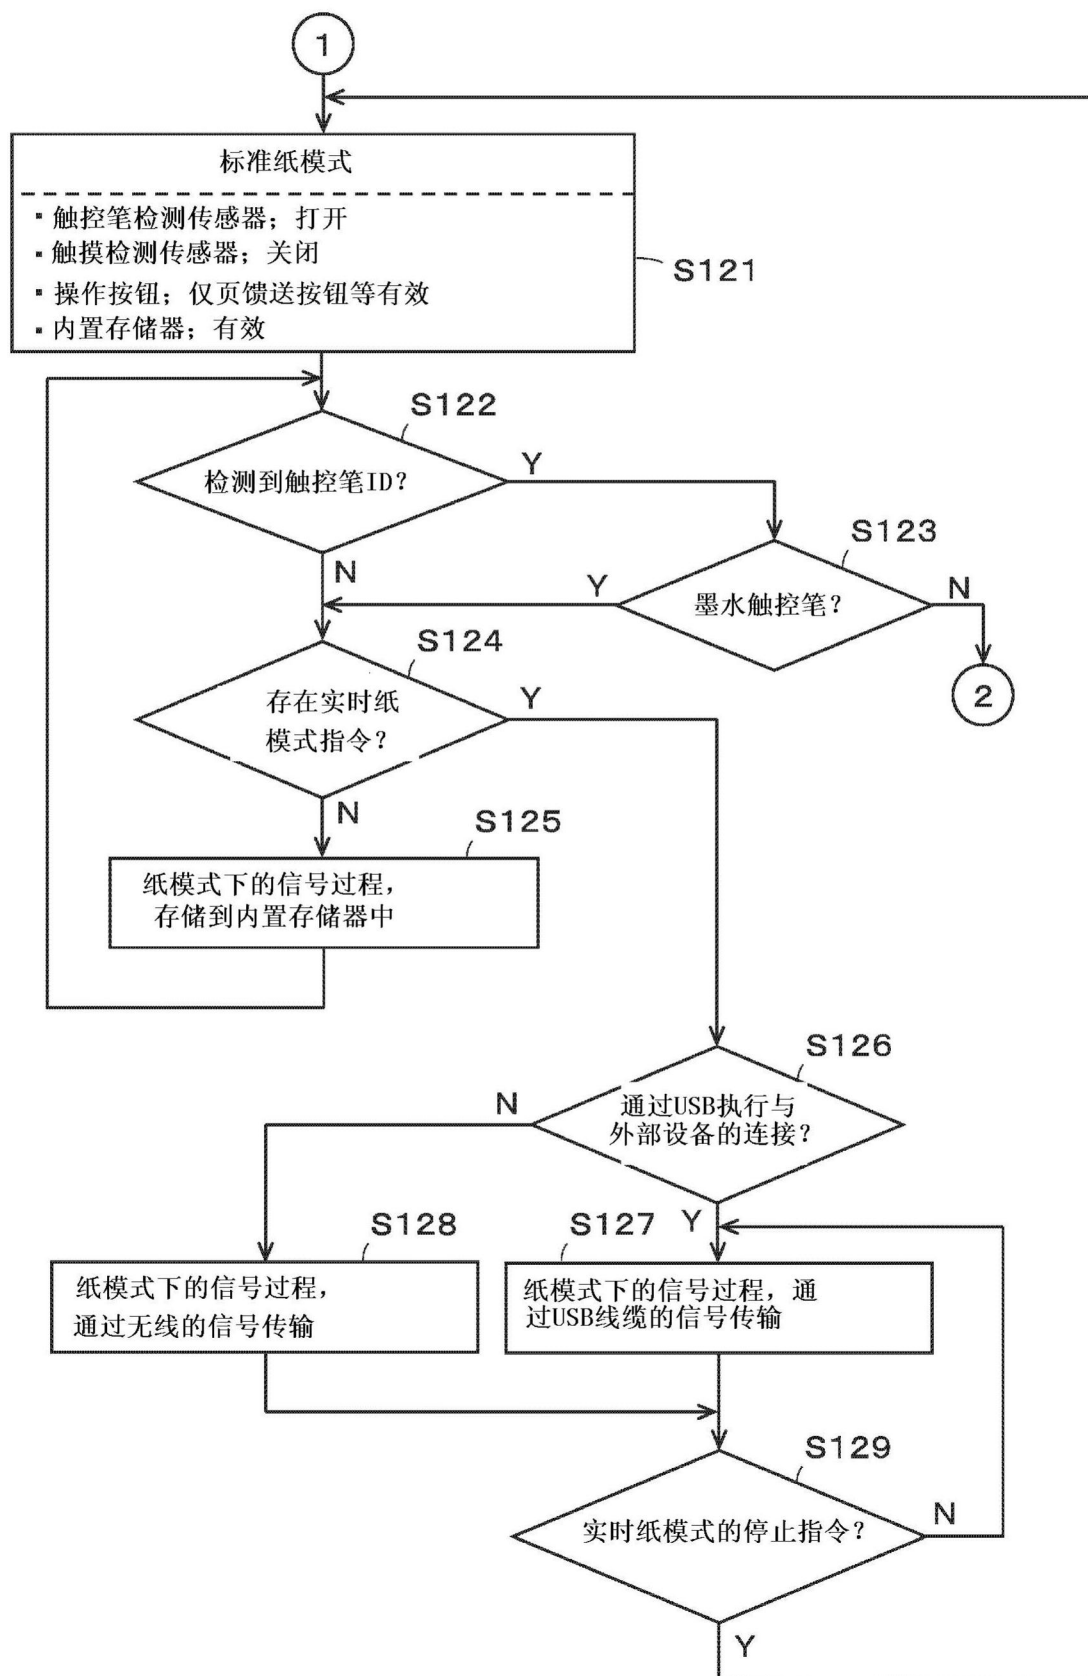 1
标准纸模式
▪ 触控笔检测传感器；打开
▪ 触摸检测传感器；关闭
▪ 操作按钮；仅页馈送按钮等有效
▪ 内置存储器；有效
S121
S122
检测到触控笔ID？
Y
N
S123
墨水触控笔？
Y
N
2
S124
存在实时纸
模式指令？
Y
N
S125
纸模式下的信号过程，
存储到内置存储器中
S126
通过USB执行与
外部设备的连接？
N
Y
S128
纸模式下的信号过程，
通过无线的信号传输
S127
纸模式下的信号过程，通
过USB线缆的信号传输
S129
实时纸模式的停止指令？
N
Y